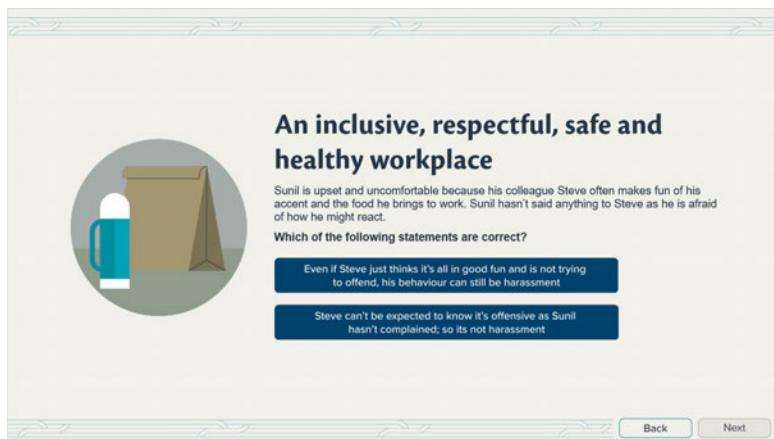 An inclusive, respectful, safe and
healthy workplace
Sunil is upset and uncomfortable because his colleague Steve often makes fun of his
accent and the food he brings to work. Sunil hasn't said anything to Steve as he is afraid
of how he might react.
Which of the following statements are correct?
Even if Steve just thinks it's all in good fun and is not trying
to offend, his behaviour can still be harassment
Steve can't be expected to know it's offensive as Sunil
hasn't complained; so its not harassment
Back
Next